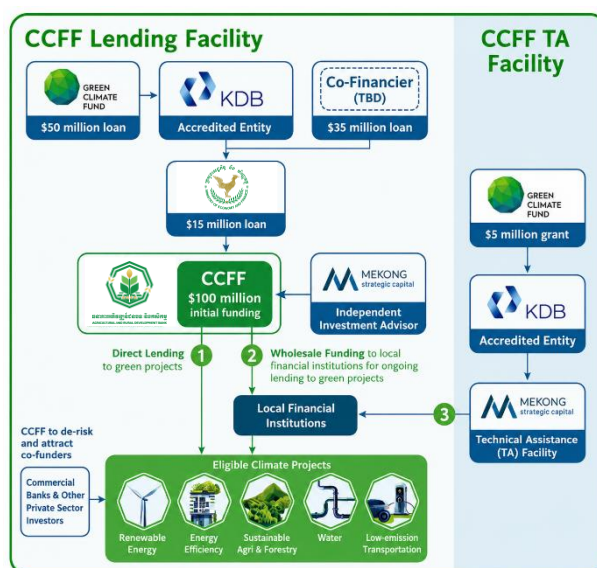 CCFF Lending Facility
CCFF TA
Facility
GREEN
CLIMATE
FUND
$50 million loan
KDB
Accredited Entity
Co-Financier
(TBD)
$35 million loan
$15 million loan
CCFF
$100 million
initial funding
AGRICULTURAL AND RURAL DEVELOPMENT BANK
MEKONG
strategic capital
Independent
Investment Advisor
GREEN
CLIMATE
FUND
$5 million grant
KDB
Accredited Entity
MEKONG
strategic capital
Technical Assistance
(TA) Facility
Direct Lending
to green projects
1
2
Wholesale Funding to local
financial institutions for ongoing
lending to green projects
3
Local Financial
Institutions
CCFF to de-risk
and attract
co-funders
Commercial
Banks & Other
Private Sector
Investors
Eligible Climate Projects
Renewable
Energy
Energy
Efficiency
Sustainable
Agri & Forestry
Water
Low-emission
Transportation